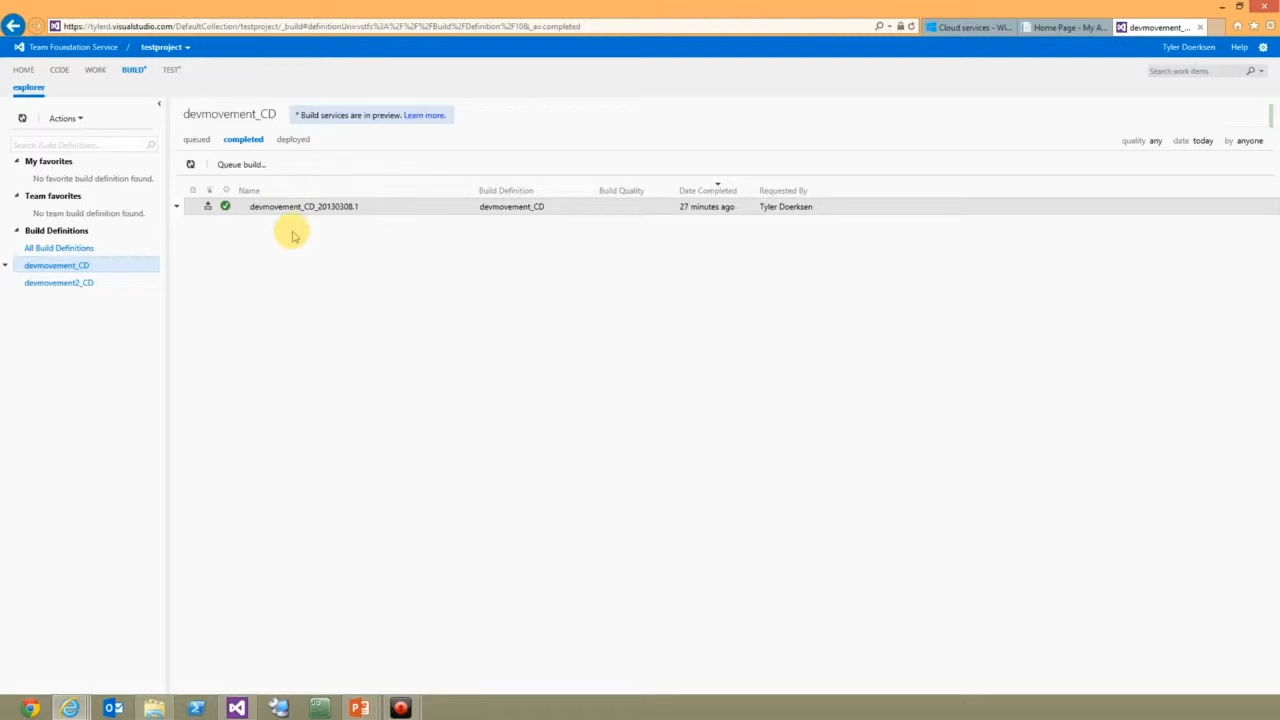 https://tylerd.visualstudio.com/DefaultCollection/testproject/_build#definitionUri=vstfs%3A%2F%2F%2FBuild%2FDefinition%2F10&_a=completed
Cloud services - Wi...
Home Page - My A...
devmovement_...
Team Foundation Service / testproject
Tyler Doerksen
Help
HOME CODE WORK BUILD* TEST*
Search work items
explorer
devmovement_CD
* Build services are in preview. Learn more.
Actions
queued completed deployed
quality any date today by anyone
Search Build Definitions...
My favorites
No favorite build definition found.
Team favorites
No team build definition found.
Build Definitions
All Build Definitions
devmovement_CD
devmovement2_CD
Queue build...
Name Build Definition Build Quality Date Completed Requested By
devmovement_CD_20130308.1 devmovement_CD 27 minutes ago Tyler Doerksen